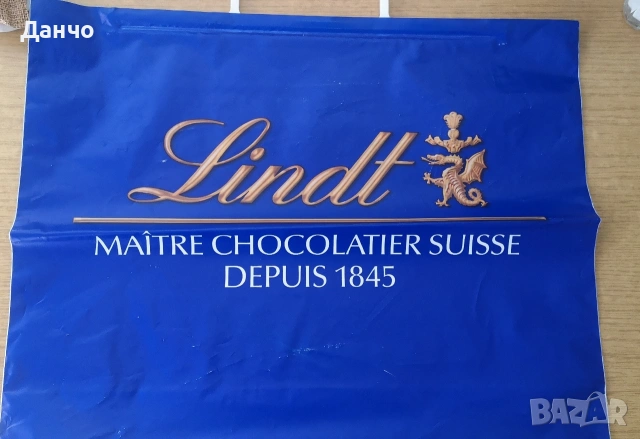 Данчо
Lindt
MAÎTRE CHOCOLATIER SUISSE
DEPUIS 1845
BAZAR